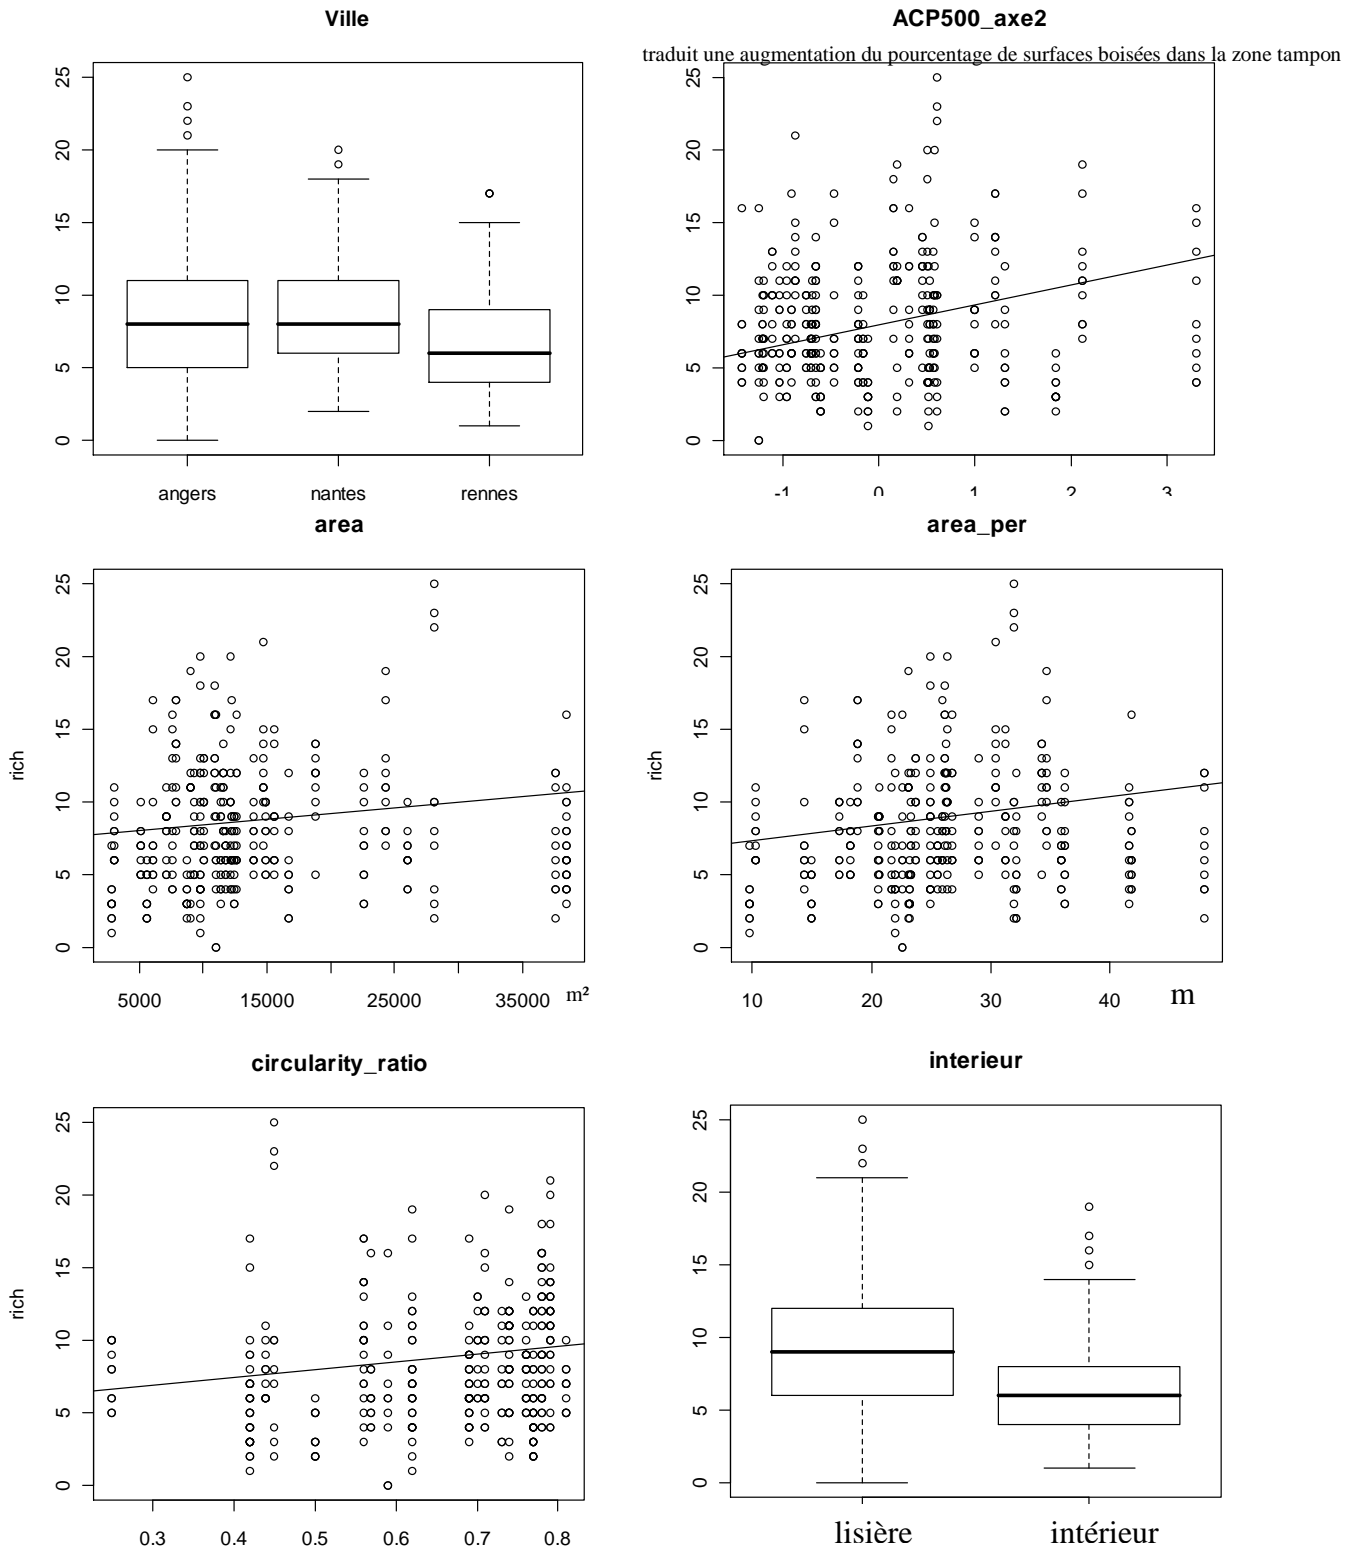 Ville
ACP500_axe2
traduit une augmentation du pourcentage de surfaces boisées dans la zone tampon
25
20
15
10
5
0
angers nantes rennes
25
20
15
10
5
0
-1 0 1 2 3
area
area_per
rich
25
20
15
10
5
0
5000 15000 25000 35000 m²
rich
25
20
15
10
5
0
10 20 30 40 m
circularity_ratio
interieur
rich
25
20
15
10
5
0
0.3 0.4 0.5 0.6 0.7 0.8
25
20
15
10
5
0
lisière intérieur